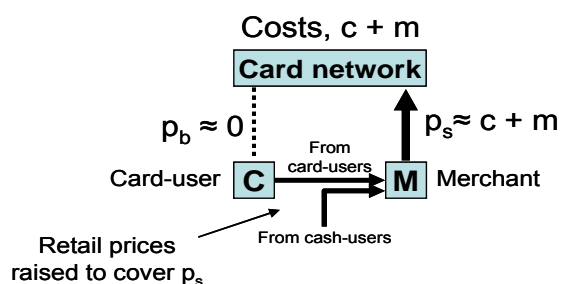 Costs, c + m
Card network
p_b ≈ 0
p_s ≈ c + m
From
card-users
Card-user
C
M
Merchant
From cash-users
Retail prices
raised to cover p_s